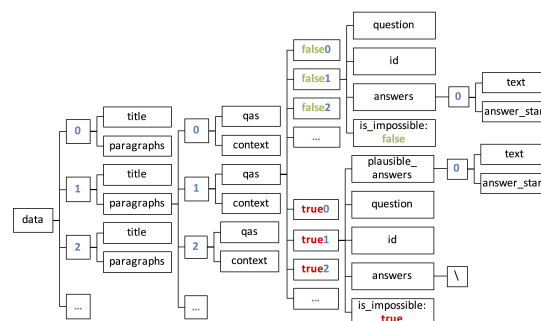 data
0
title
paragraphs
1
title
paragraphs
2
title
paragraphs
...
0
qas
context
1
qas
context
2
qas
context
...
false0
false1
false2
...
question
id
answers
0
text
answer_star
is_impossible:
false
true0
true1
true2
...
plausible_
answers
0
text
answer_star
question
id
answers
\
is_impossible:
true